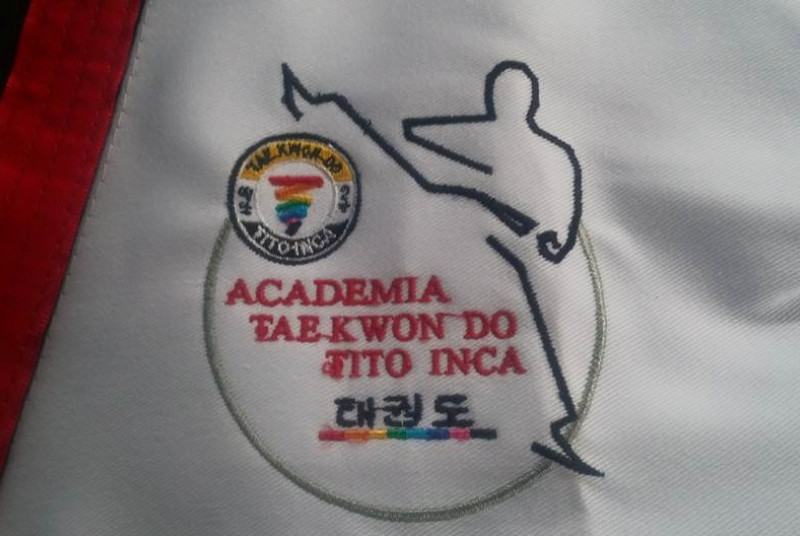 TAE KWON DO
TITO INCA
ACADEMIA
TAE KWON DO
TITO INCA
태권도